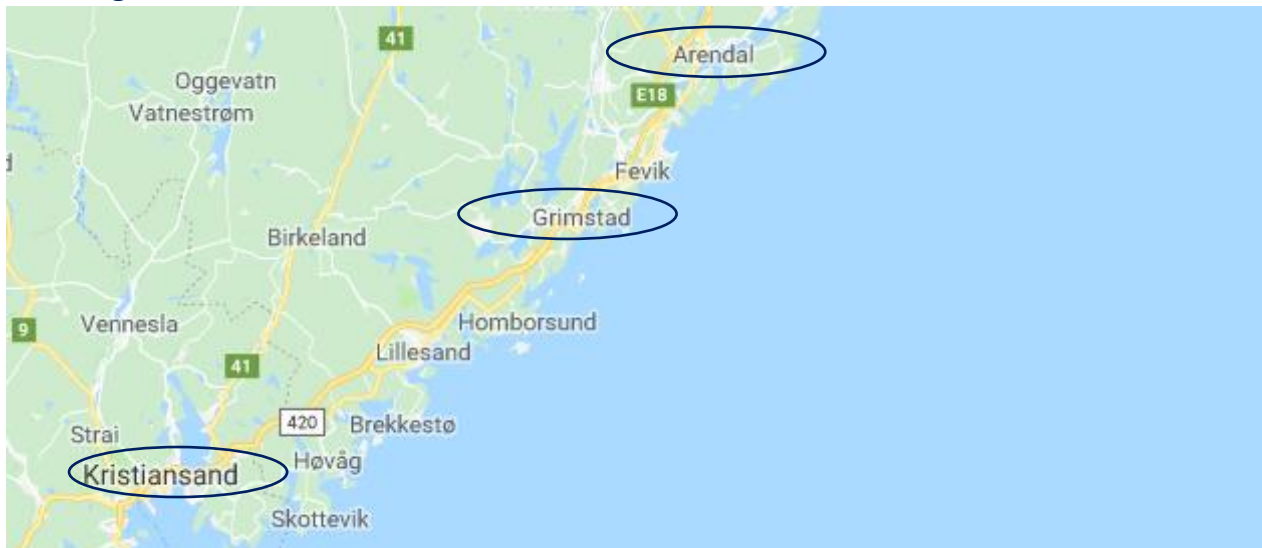 41
Arendal
Oggevatn
E18
Vatnestrøm
Fevik
Grimstad
Birkeland
9
Vennesla
Homborsund
Lillesand
41
420
Brekkestø
Strai
Høvåg
Kristiansand
Skottevik